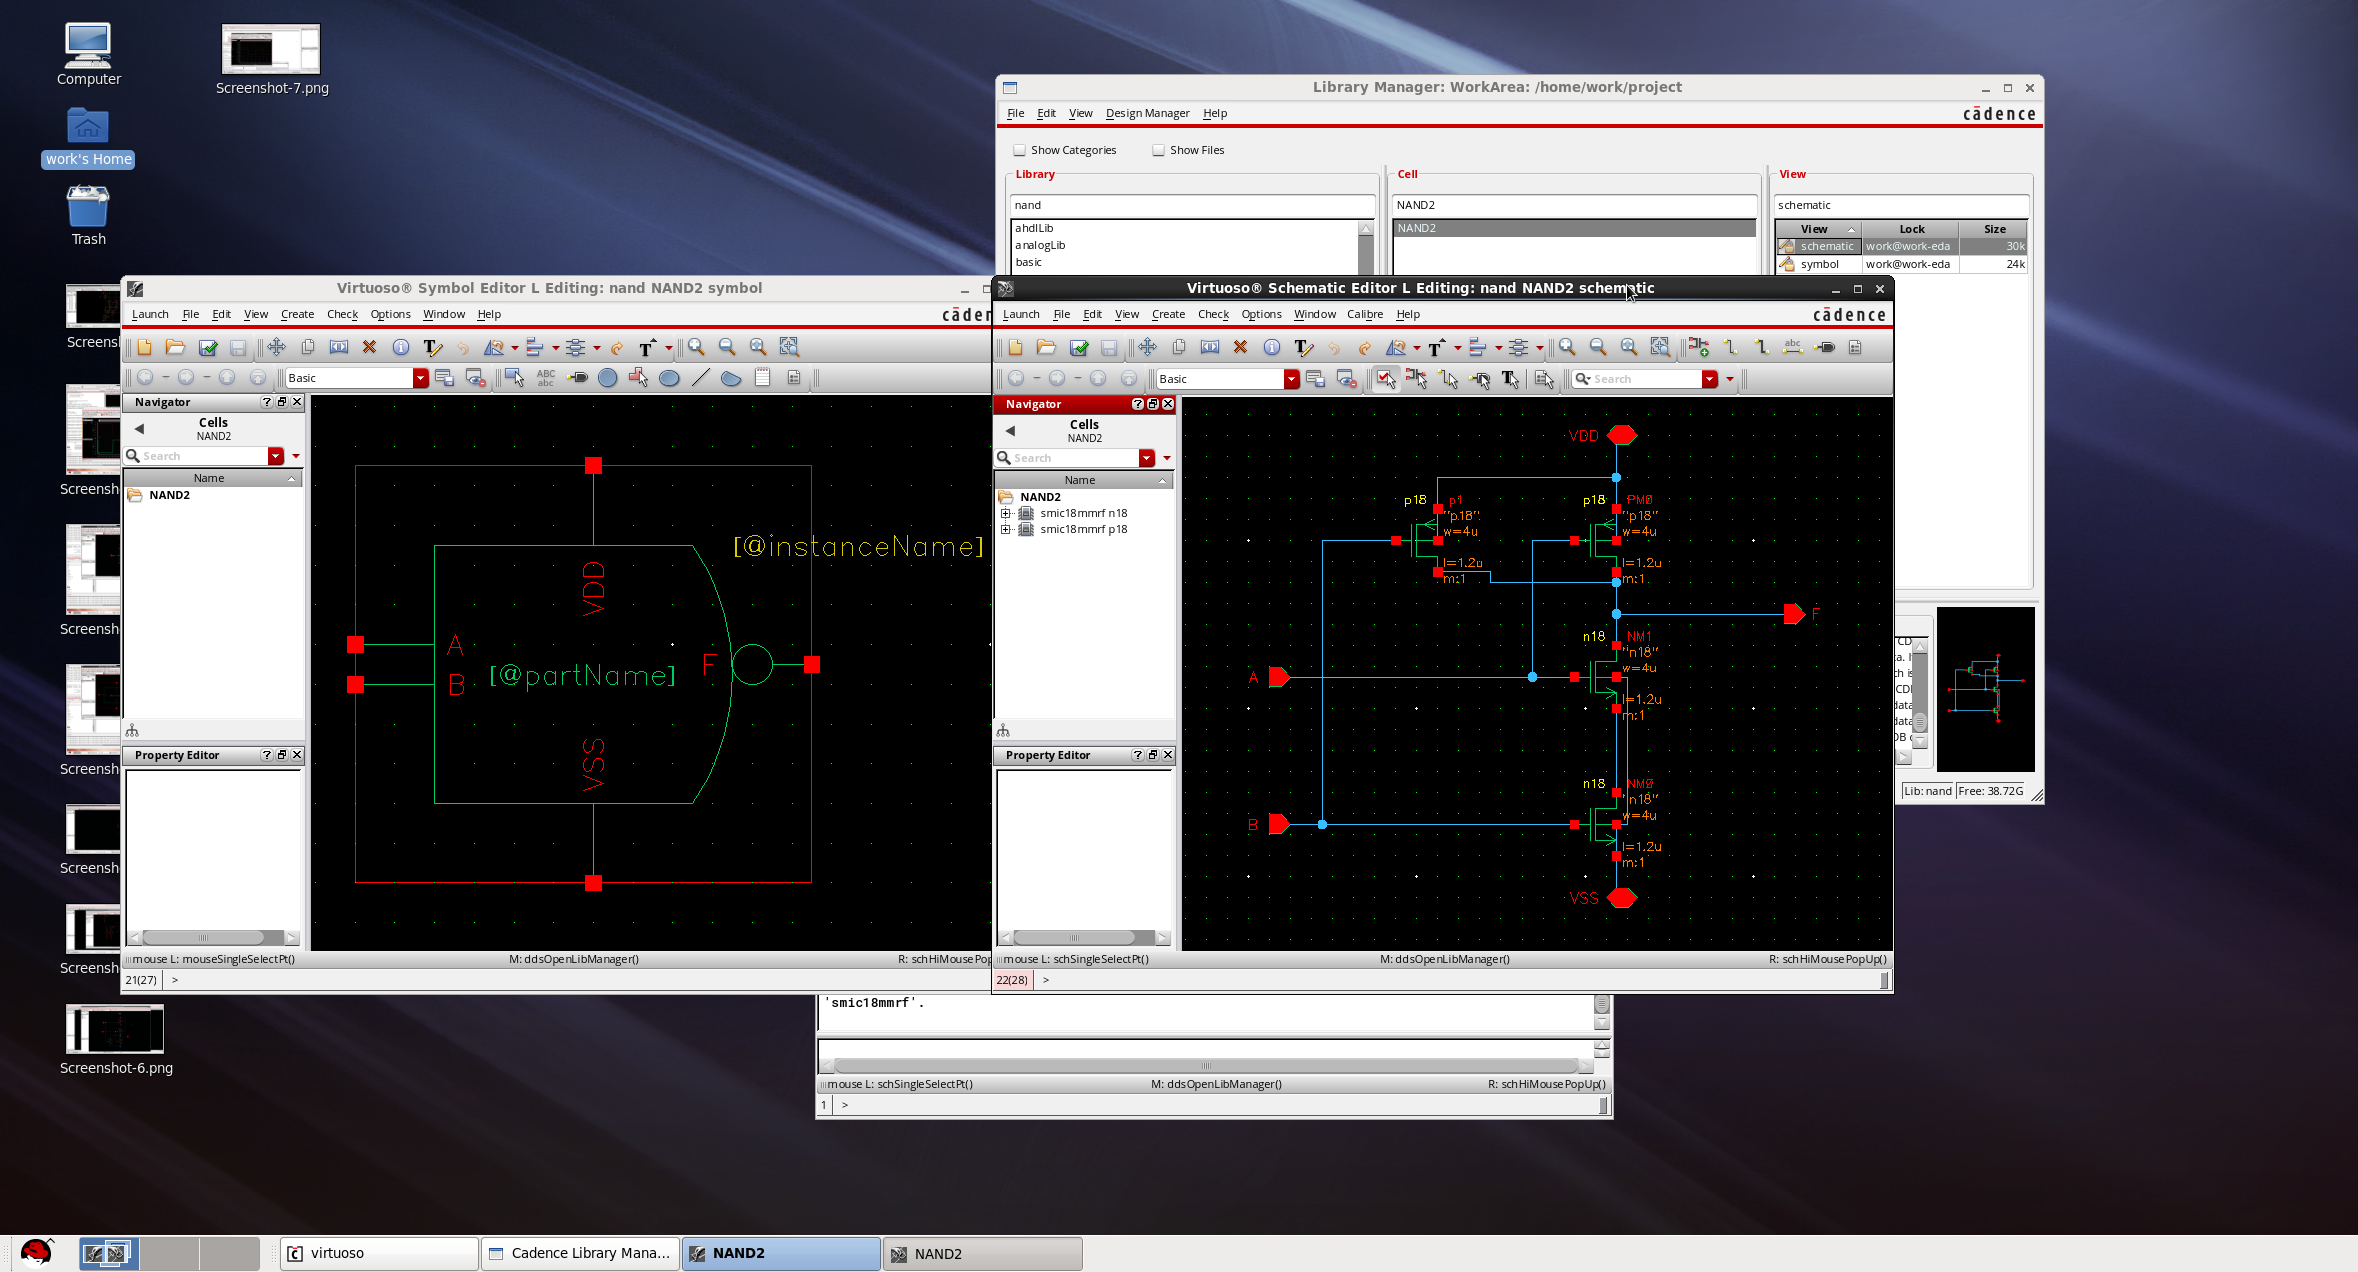 Computer
Screenshot-7.png
work's Home
Trash
Screenshot-6.png
Library Manager: WorkArea: /home/work/project
File Edit View Design Manager Help
cādence
Show Categories Show Files
Library Cell View
nand NAND2 schematic
ahdlLib NAND2 View Lock Size
analogLib schematic work@work-eda 30k
basic symbol work@work-eda 24k
Lib: nand Free: 38.72G
Virtuoso® Symbol Editor L Editing: nand NAND2 symbol
Launch File Edit View Create Check Options Window Help
Basic
Navigator
Cells
NAND2
Search
Name
NAND2
Property Editor
[@instanceName]
VDD
A
B
[@partName]
F
VSS
mouse L: mouseSingleSelectPt() M: ddsOpenLibManager()
21(27) >
Virtuoso® Schematic Editor L Editing: nand NAND2 schematic
Launch File Edit View Create Check Options Window Calibre Help
cādence
Basic Search
Navigator
Cells
NAND2
Search
Name
NAND2
smic18mmrf n18
smic18mmrf p18
Property Editor
VDD
p18 p1 p18 PM0
"p18" "p18"
w=4u w=4u
l=1.2u l=1.2u
m:1 m:1
F
n18 NM1
"n18"
w=4u
A
l=1.2u
m:1
n18 NM0
"n18"
w=4u
B
l=1.2u
m:1
VSS
mouse L: schSingleSelectPt() M: ddsOpenLibManager() R: schHiMousePopUp()
22(28) >
'smic18mmrf'.
mouse L: schSingleSelectPt() M: ddsOpenLibManager() R: schHiMousePopUp()
1 >
virtuoso Cadence Library Mana... NAND2 NAND2